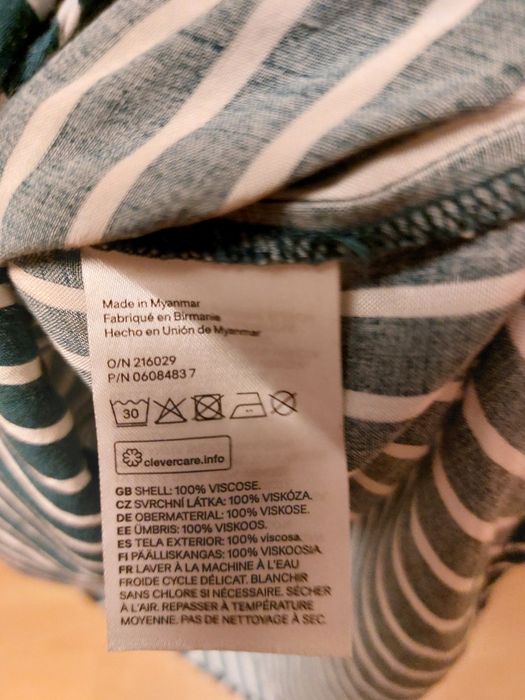 Made in Myanmar
Fabriqué en Birmanie
Hecho en Unión de Myanmar
O/N 216029
P/N 0608483 7
30
clevercare.info
GB SHELL: 100% VISCOSE.
CZ SVRCHNÍ LÁTKA: 100% VISKÓZA.
DE OBERMATERIAL: 100% VISKOSE.
EE ÜMBRIS: 100% VISKOOS.
ES TELA EXTERIOR: 100% viscosa.
FI PÄÄLLISKANGAS: 100% VISKOOSIA.
FR LAVER À LA MACHINE À L'EAU
FROIDE CYCLE DÉLICAT. BLANCHIR
SANS CHLORE SI NÉCESSAIRE. SÉCHER
À L'AIR. REPASSER À TEMPÉRATURE
MOYENNE. PAS DE NETTOYAGE À SEC.